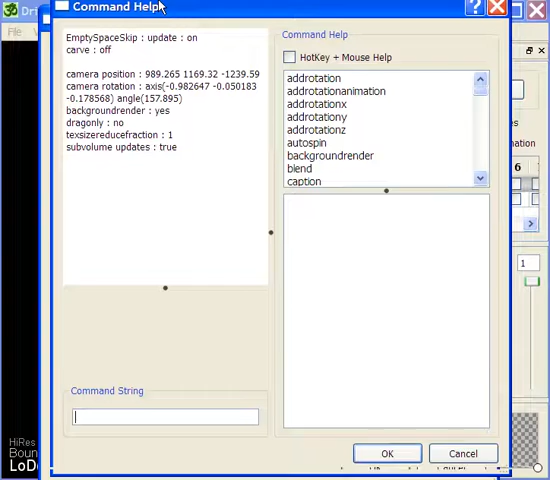 Command Help
Dri
File
EmptySpaceSkip : update : on
carve : off
camera position : 989.265 1169.32 -1239.59
camera rotation : axis(-0.982647 -0.050183
-0.178568) angle(157.895)
backgroundrender : yes
dragonly : no
texsizereducefraction : 1
subvolume updates : true
Command String
Command Help
HotKey + Mouse Help
addrotation
addrotationanimation
addrotationx
addrotationy
addrotationz
autospin
backgroundrender
blend
caption
OK
Cancel
mation
6
1
HiRes
Boun
LoDe